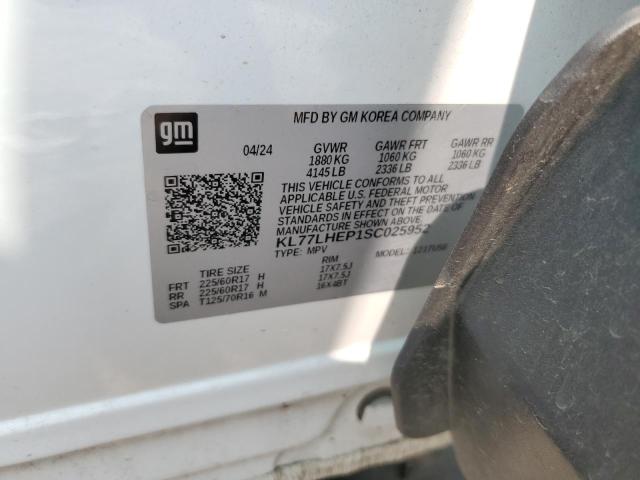 gm
MFD BY GM KOREA COMPANY
04/24 GVWR GAWR FRT GAWR RR
1880 KG 1060 KG 1060 KG
4145 LB 2336 LB 2336 LB
THIS VEHICLE CONFORMS TO ALL
APPLICABLE U.S. FEDERAL MOTOR
VEHICLE SAFETY AND THEFT PREVENTION
STANDARDS IN EFFECT ON THE DATE OF
MANUFACTURE SHOWN ABOVE.
KL77LHEP1SC025952
TYPE: MPV MODEL:
TIRE SIZE RIM
FRT 225/60R17 H 17X7.5J
RR 225/60R17 H 17X7.5J
SPA T125/70R16 M 16X4BT